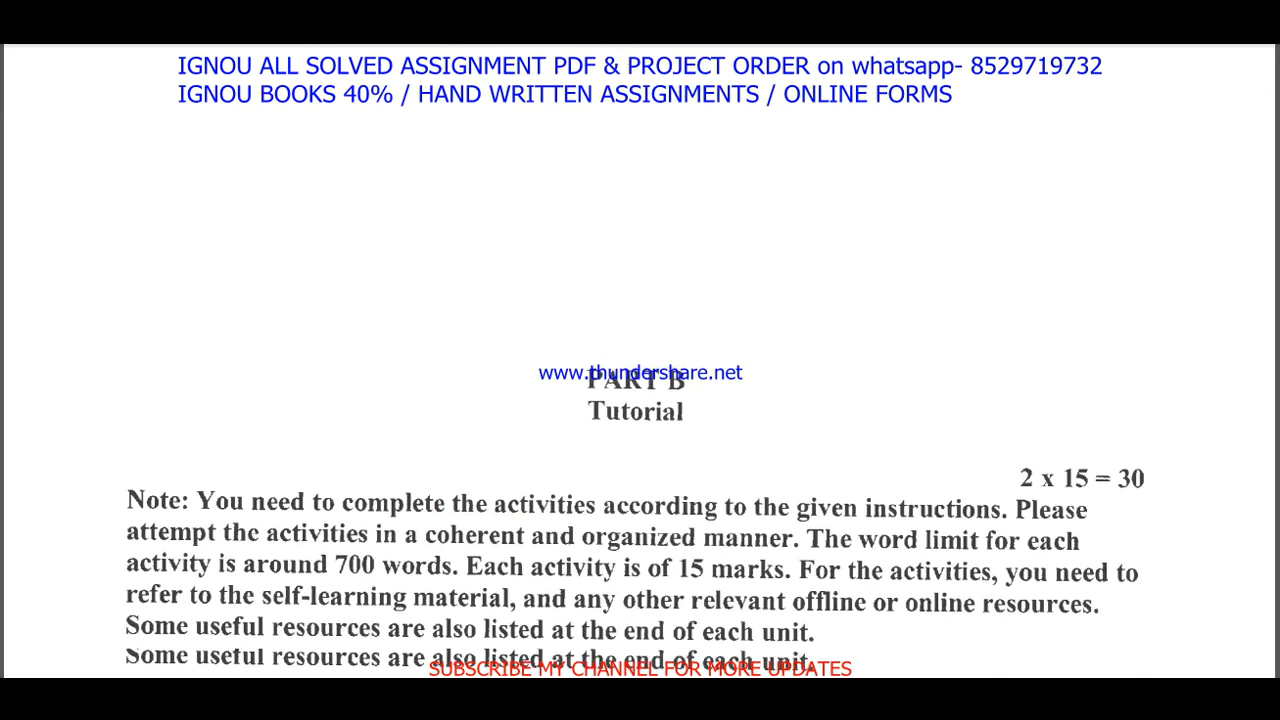 IGNOU ALL SOLVED ASSIGNMENT PDF & PROJECT ORDER on whatsapp- 8529719732
IGNOU BOOKS 40% / HAND WRITTEN ASSIGNMENTS / ONLINE FORMS
www.thundershare.net
PART B
Tutorial
2 x 15 = 30
Note: You need to complete the activities according to the given instructions. Please
attempt the activities in a coherent and organized manner. The word limit for each
activity is around 700 words. Each activity is of 15 marks. For the activities, you need to
refer to the self-learning material, and any other relevant offline or online resources.
Some useful resources are also listed at the end of each unit.
Some useful resources are also listed at the end of each unit.
SUBSCRIBE MY CHANNEL FOR MORE UPDATES